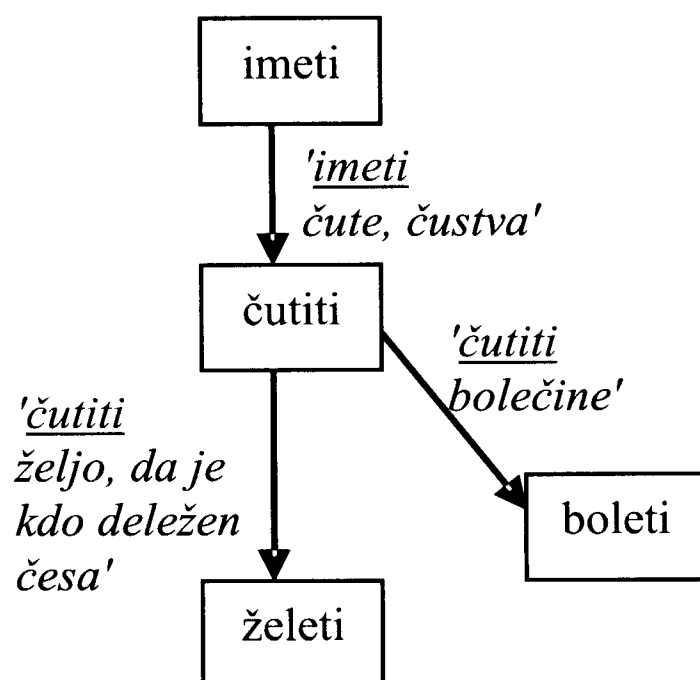 imeti
'imeti
čute, čustva'
čutiti
'čutiti
bolečine'
'čutiti
željo, da je
kdo deležen
česa'
boleti
želeti